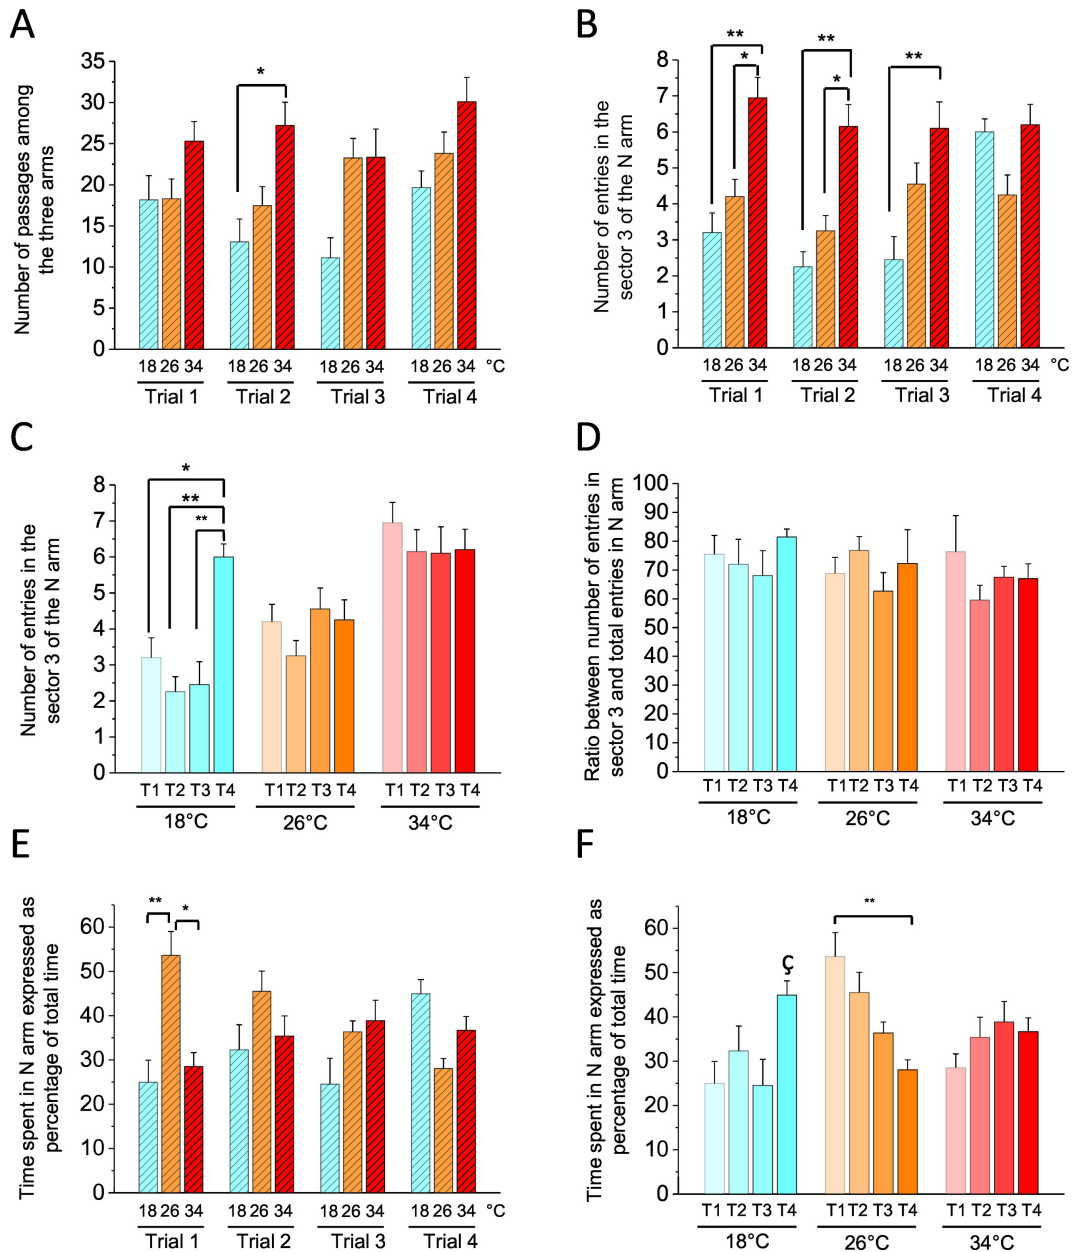 A
Number of passages among
the three arms
35
30
25
20
15
10
5
0
*
18 26 34 18 26 34 18 26 34 18 26 34 °C
Trial 1 Trial 2 Trial 3 Trial 4
B
Number of entries in the
sector 3 of the N arm
8
7
6
5
4
3
2
1
0
** ** **
* *
18 26 34 18 26 34 18 26 34 18 26 34 °C
Trial 1 Trial 2 Trial 3 Trial 4
C
Number of entries in the
sector 3 of the N arm
8
7
6
5
4
3
2
1
0
*
**
**
T1 T2 T3 T4 T1 T2 T3 T4 T1 T2 T3 T4
18°C 26°C 34°C
D
Ratio between number of entries in
sector 3 and total entries in N arm
100
90
80
70
60
50
40
30
20
10
0
T1 T2 T3 T4 T1 T2 T3 T4 T1 T2 T3 T4
18°C 26°C 34°C
E
Time spent in N arm expressed as
percentage of total time
60
50
40
30
20
10
0
** *
18 26 34 18 26 34 18 26 34 18 26 34 °C
Trial 1 Trial 2 Trial 3 Trial 4
F
Time spent in N arm expressed as
percentage of total time
60
50
40
30
20
10
0
**
ç
T1 T2 T3 T4 T1 T2 T3 T4 T1 T2 T3 T4
18°C 26°C 34°C